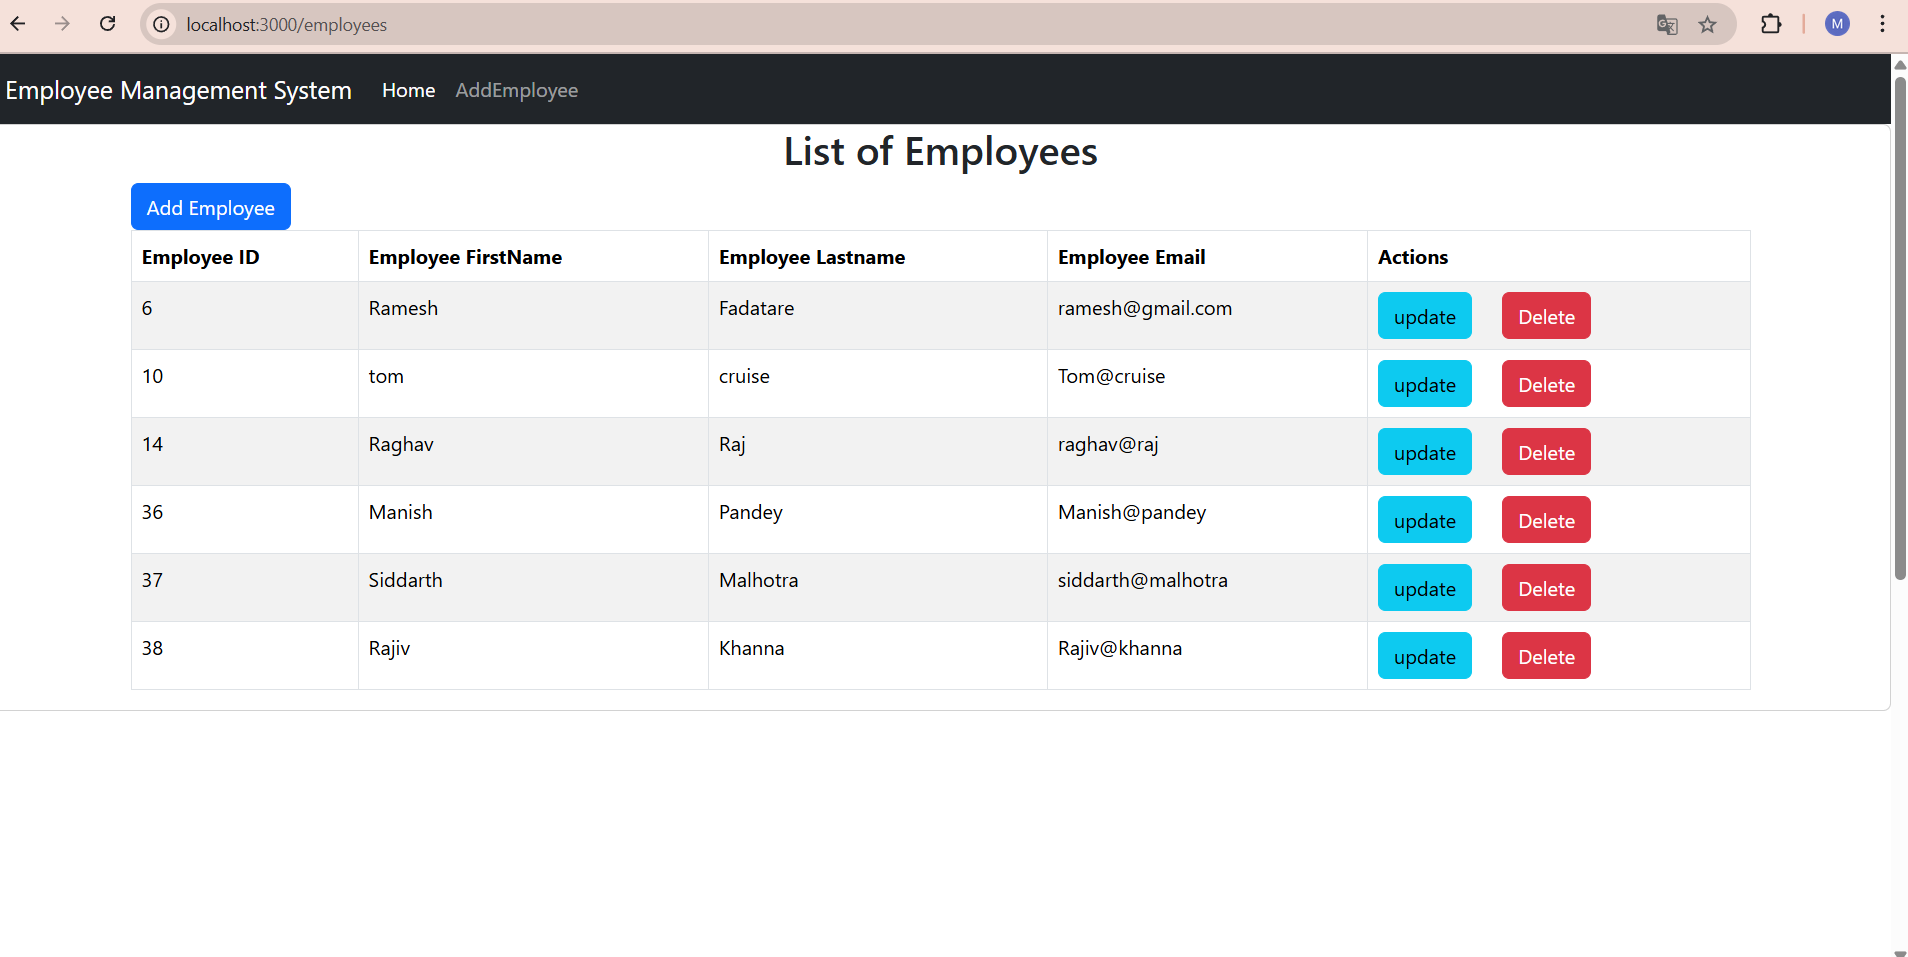 localhost:3000/employees
M
Employee Management System Home AddEmployee
List of Employees
Add Employee
Employee ID Employee FirstName Employee Lastname Employee Email Actions
6 Ramesh Fadatare ramesh@gmail.com update Delete
10 tom cruise Tom@cruise update Delete
14 Raghav Raj raghav@raj update Delete
36 Manish Pandey Manish@pandey update Delete
37 Siddarth Malhotra siddarth@malhotra update Delete
38 Rajiv Khanna Rajiv@khanna update Delete